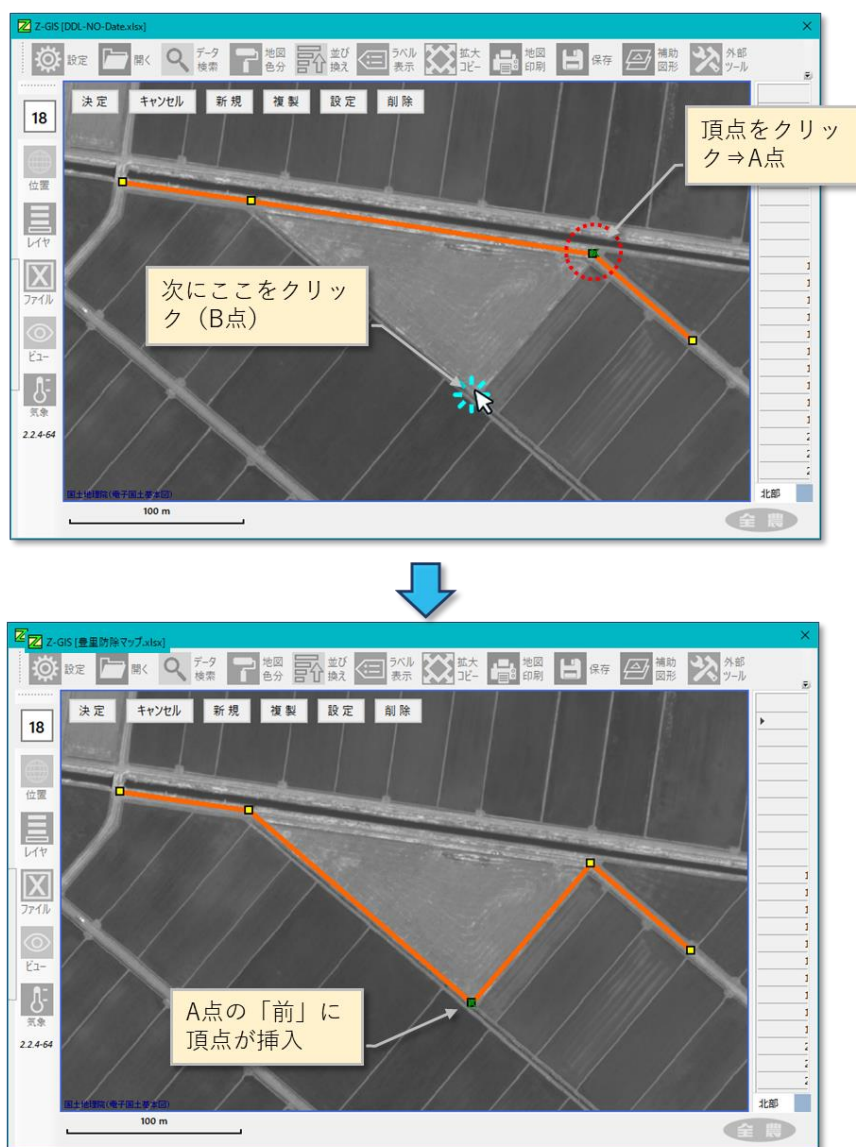 Z-GIS [DDL-NO-Date.xlsx]
設定
開く
データ
検索
地図
色分
並び
換え
ラベル
表示
拡大
コピー
地図
印刷
保存
補助
図形
外部
ツール
18
決定 キャンセル 新規 複製 設定 削除
頂点をクリッ
ク⇒A点
位置
レイヤ
次にここをクリッ
ク（B点）
ファイル
ビュー
気象
2.2.4-64
国土地理院(電子国土基本図)
100 m
北部
全農
Z-GIS [豊里防除マップ.xlsx]
設定
開く
データ
検索
地図
色分
並び
換え
ラベル
表示
拡大
コピー
地図
印刷
保存
補助
図形
外部
ツール
18
決定 キャンセル 新規 複製 設定 削除
位置
レイヤ
ファイル
ビュー
気象
2.2.4-64
A点の「前」に
頂点が挿入
国土地理院(電子国土基本図)
100 m
北部
全農